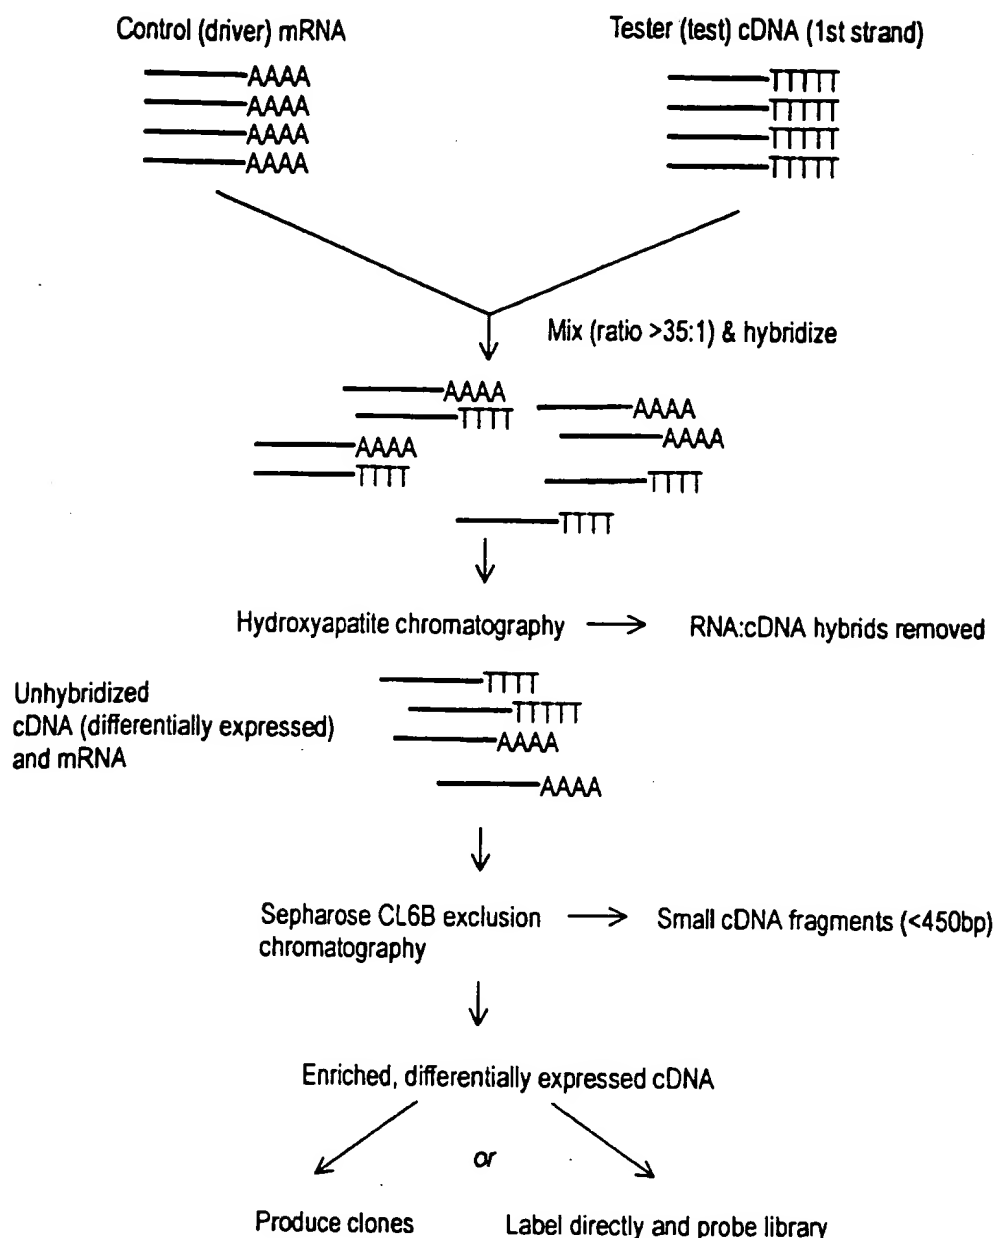 Control (driver) mRNA
Tester (test) cDNA (1st strand)
AAAA
TTTTT
AAAA
TTTTT
AAAA
TTTTT
AAAA
TTTTT
Mix (ratio >35:1) & hybridize
AAAA
AAAA
TTTT
AAAA
AAAA
TTTT
TTTT
TTTT
Hydroxyapatite chromatography
RNA:cDNA hybrids removed
Unhybridized
cDNA (differentially expressed)
and mRNA
TTTT
TTTTT
AAAA
AAAA
Sepharose CL6B exclusion
chromatography
Small cDNA fragments (<450bp)
Enriched, differentially expressed cDNA
or
Produce clones
Label directly and probe library